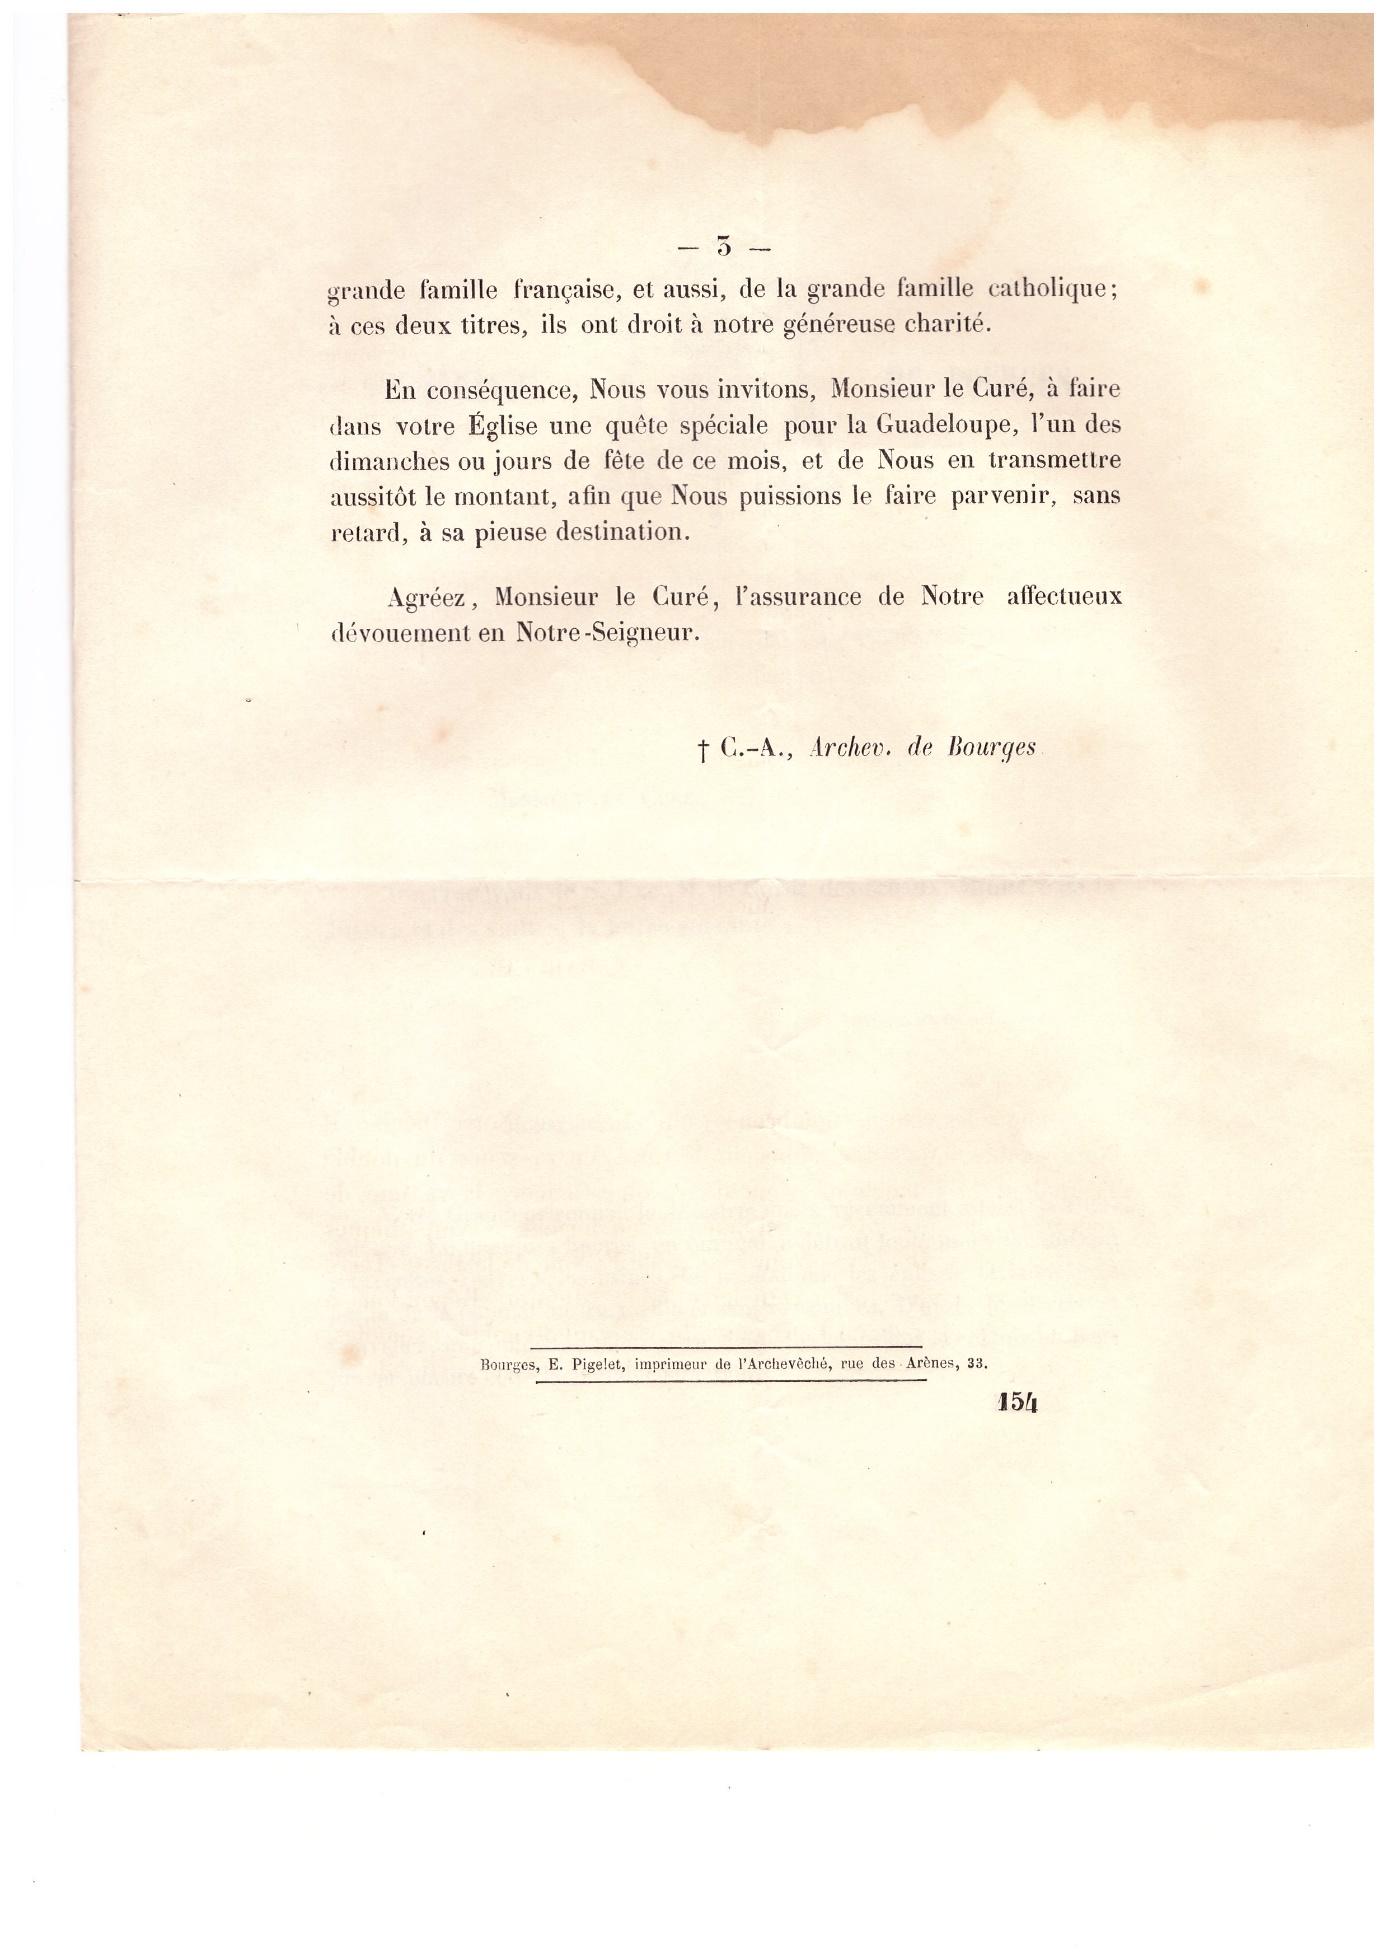 — 3 —
grande famille française, et aussi, de la grande famille catholique;
à ces deux titres, ils ont droit à notre généreuse charité.
En conséquence, Nous vous invitons, Monsieur le Curé, à faire
dans votre Église une quête spéciale pour la Guadeloupe, l'un des
dimanches ou jours de fête de ce mois, et de Nous en transmettre
aussitôt le montant, afin que Nous puissions le faire parvenir, sans
retard, à sa pieuse destination.
Agréez, Monsieur le Curé, l'assurance de Notre affectueux
dévouement en Notre-Seigneur.
† C.-A., Archev. de Bourges
Bourges, E. Pigelet, imprimeur de l'Archevêché, rue des Arènes, 33.
154